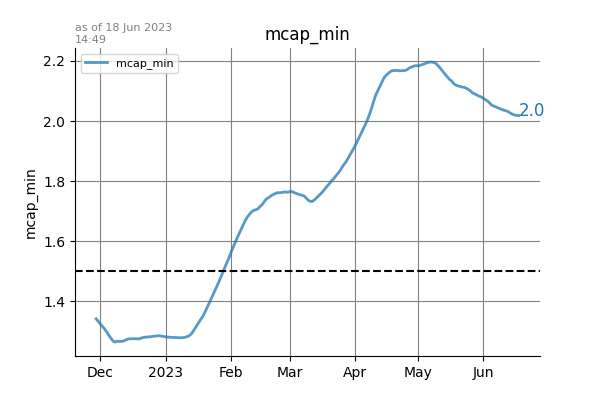 as of 18 Jun 2023
14:49
mcap_min
mcap_min
2.2
2.0
1.8
1.6
1.4
mcap_min
2.0
Dec 2023 Feb Mar Apr May Jun